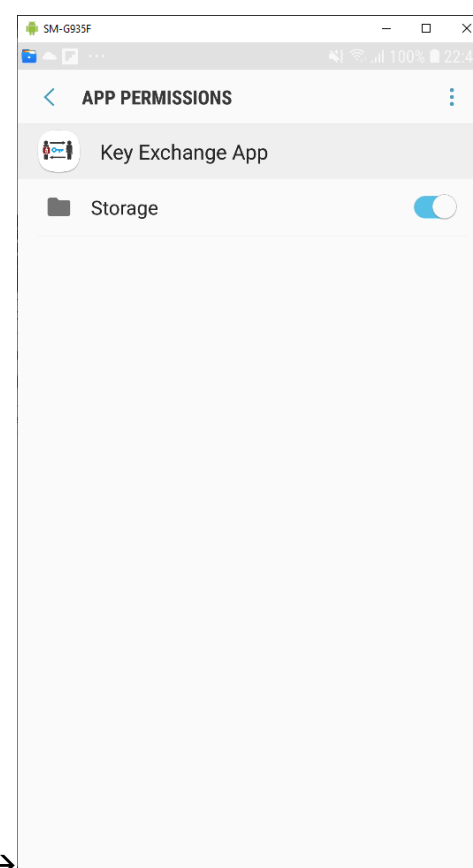 SM-G935F
... 100% 22:4
APP PERMISSIONS
Key Exchange App
Storage
→